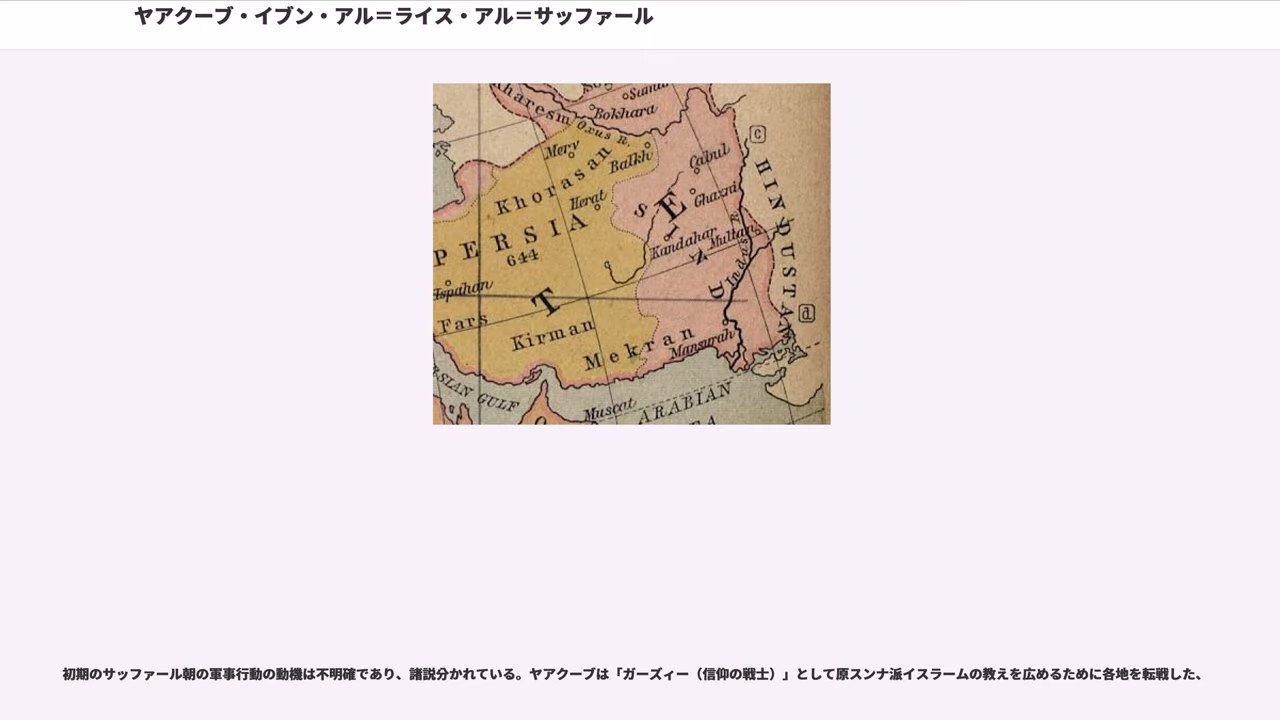 ヤアクーブ・イブン・アル＝ライス・アル＝サッファール
haresm
Bokhara
Oxus R.
Merv
Balkh
Cabul
Khorasan
Herat
Ghazni
HINDUSTAN
PERSIA
644
Kandahar
Multan
Indus R.
SIND
E
T
Ispahan
Fars
Kirman
Mekran
Mansurah
RSIAN GULF
Muscat
ARABIAN
EA
c
d
初期のサッファール朝の軍事行動の動機は不明確であり、諸説分かれている。ヤアクーブは「ガーズィー（信仰の戦士）」として原スンナ派イスラームの教えを広めるために各地を転戦した、